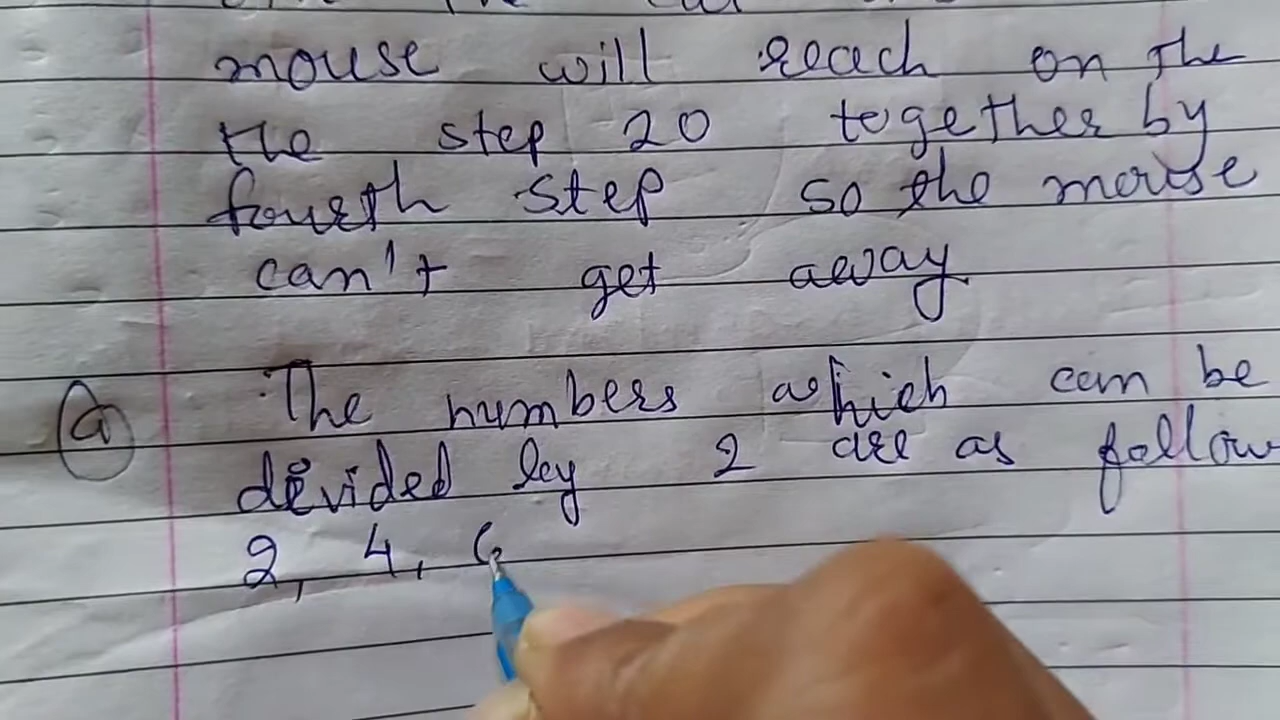 the
mouse will reach on the
the step 20 together by
fourth step so the mouse
can't get away
a The numbers which can be
devided by 2 are as follow
2, 4, 6